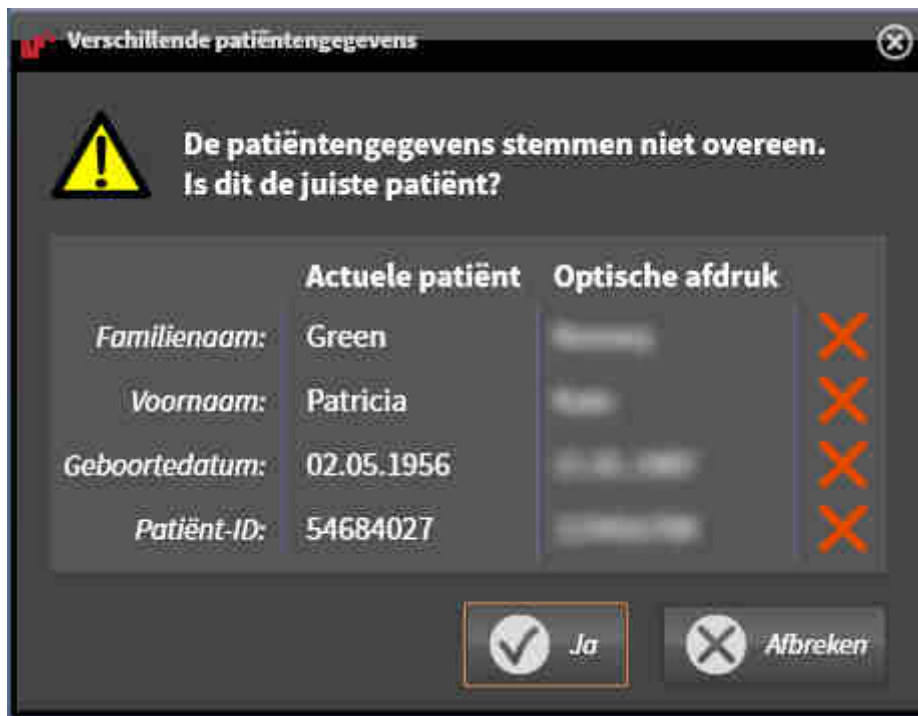 Verschillende patiëntengegevens
De patiëntengegevens stemmen niet overeen.
Is dit de juiste patiënt?
Actuele patiënt Optische afdruk
Familienaam: Green
Voornaam: Patricia
Geboortedatum: 02.05.1956
Patiënt-ID: 54684027
Ja Afbreken